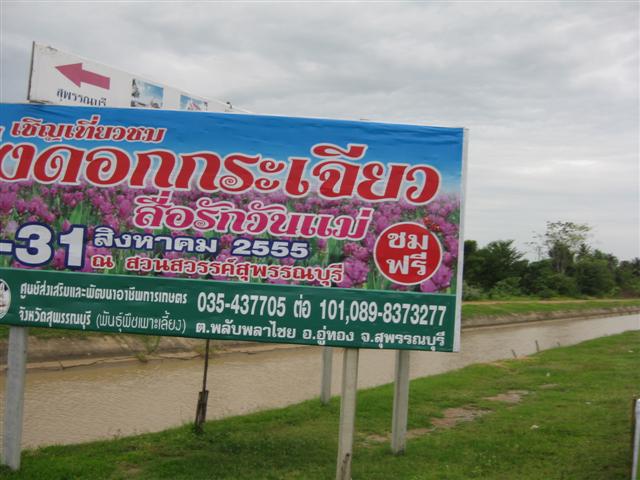 สุพรรณบุรี
เชิญเที่ยวชม
งดอกกระเจียว
สื่อรักวันแม่
-31 สิงหาคม 2555
ชม
ฟรี
ณ สวนสวรรค์สุพรรณบุรี
ศูนย์ส่งเสริมและพัฒนาอาชีพการเกษตร
จังหวัดสุพรรณบุรี (พันธุ์พืชเพาะเลี้ยง)
035-437705 ต่อ 101,089-8373277
ต.พลับพลาไชย อ.อู่ทอง จ.สุพรรณบุรี